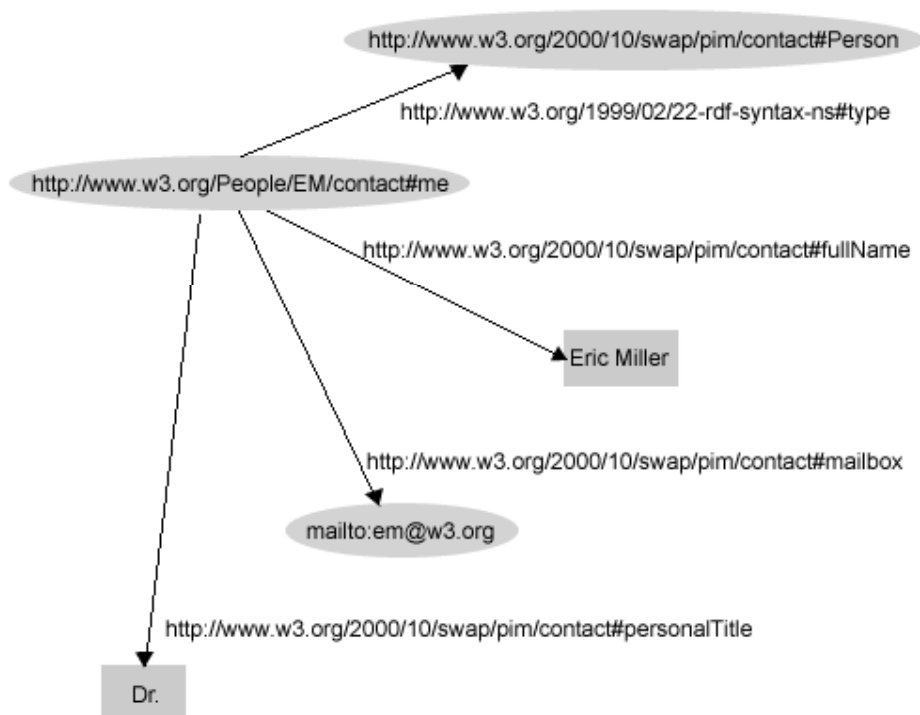 http://www.w3.org/2000/10/swap/pim/contact#Person
http://www.w3.org/1999/02/22-rdf-syntax-ns#type
http://www.w3.org/People/EM/contact#me
http://www.w3.org/2000/10/swap/pim/contact#fullName
Eric Miller
http://www.w3.org/2000/10/swap/pim/contact#mailbox
mailto:em@w3.org
http://www.w3.org/2000/10/swap/pim/contact#personalTitle
Dr.